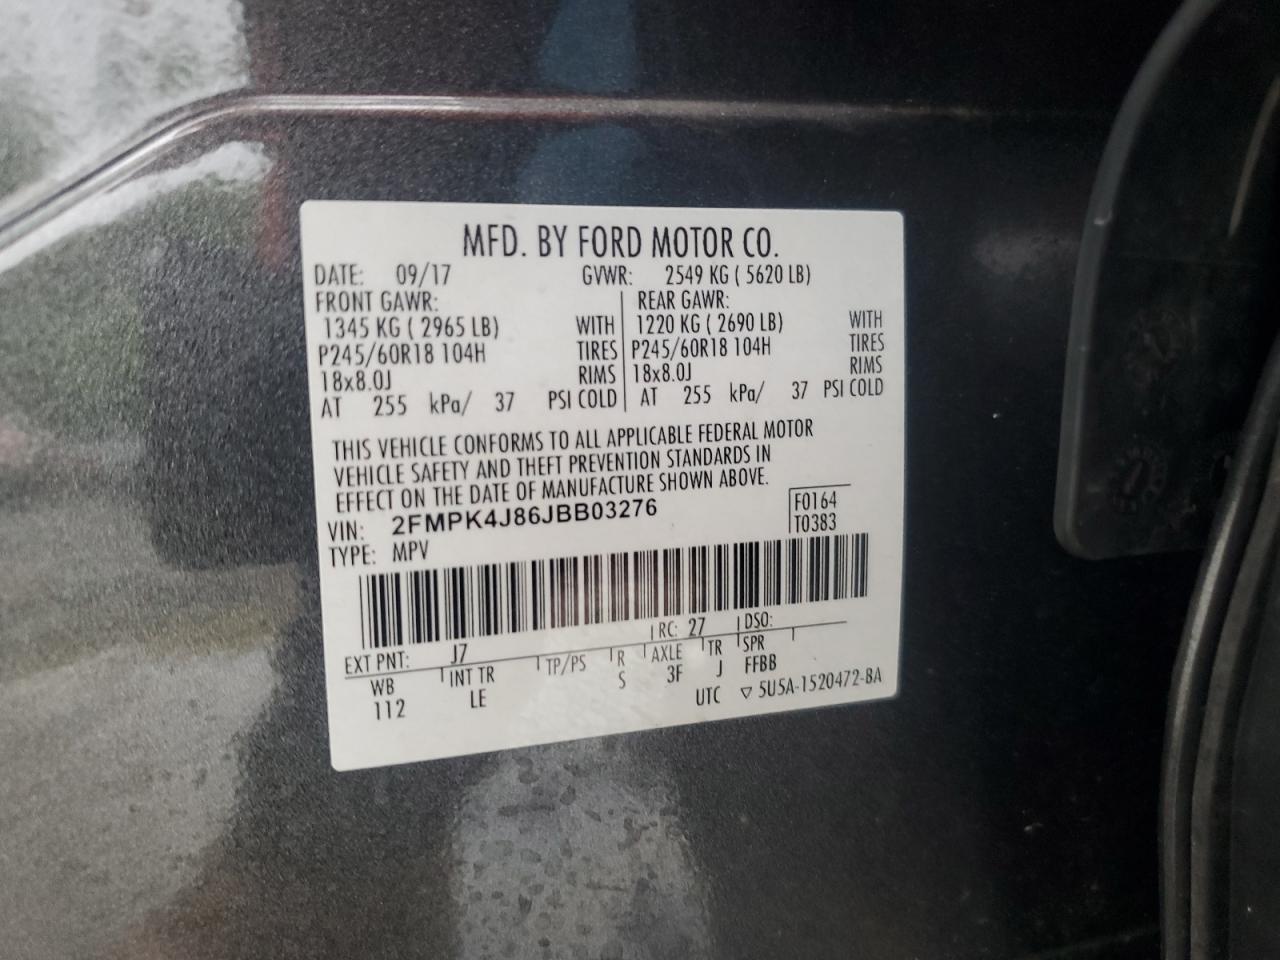 MFD. BY FORD MOTOR CO.
DATE: 09/17 GVWR: 2549 KG ( 5620 LB)
FRONT GAWR: REAR GAWR:
1345 KG ( 2965 LB) WITH 1220 KG ( 2690 LB) WITH
P245/60R18 104H TIRES P245/60R18 104H TIRES
18x8.0J RIMS 18x8.0J RIMS
AT 255 kPa/ 37 PSI COLD AT 255 kPa/ 37 PSI COLD
THIS VEHICLE CONFORMS TO ALL APPLICABLE FEDERAL MOTOR
VEHICLE SAFETY AND THEFT PREVENTION STANDARDS IN
EFFECT ON THE DATE OF MANUFACTURE SHOWN ABOVE.
VIN: 2FMPK4J86JBB03276 F0164
TYPE: MPV T0383
EXT PNT: J7 RC: 27 DSO:
WB INT TR TP/PS R AXLE TR SPR
112 LE S 3F J FFBB
UTC ▽ 5U5A-1520472-BA